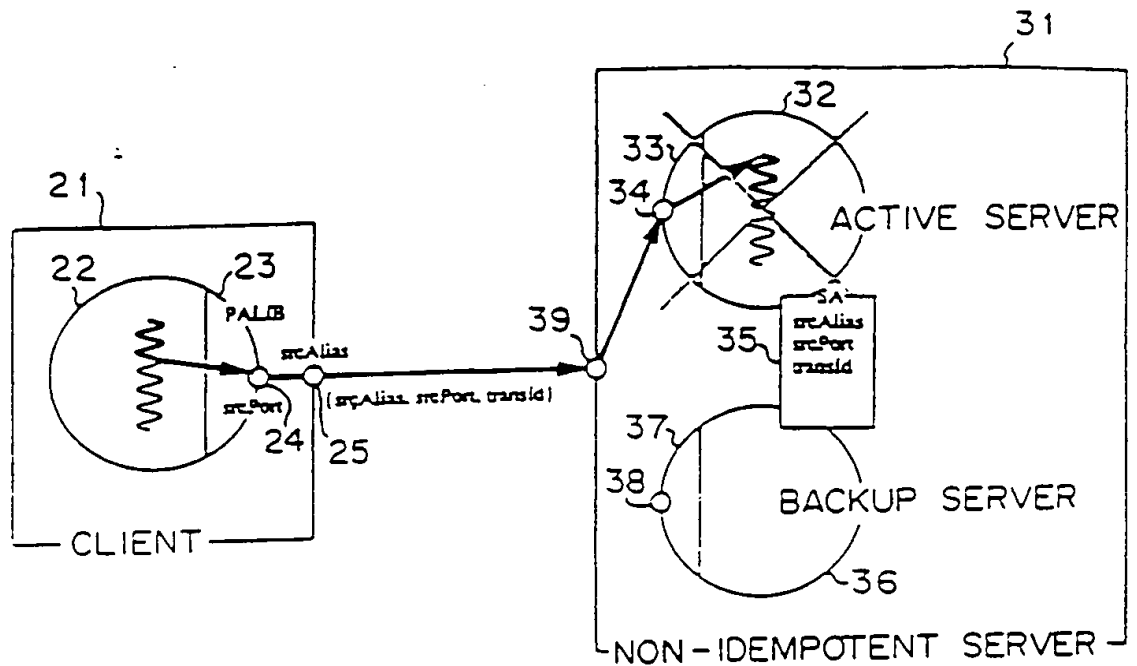 31
32
33
34
ACTIVE SERVER
21
22
23
PALIB
39
SA
srcAlias
srcPort
transId
35
srcAlias
srcPort
(srcAlias, srcPort, transId)
24
25
37
38
BACKUP SERVER
36
CLIENT
NON-IDEMPOTENT SERVER